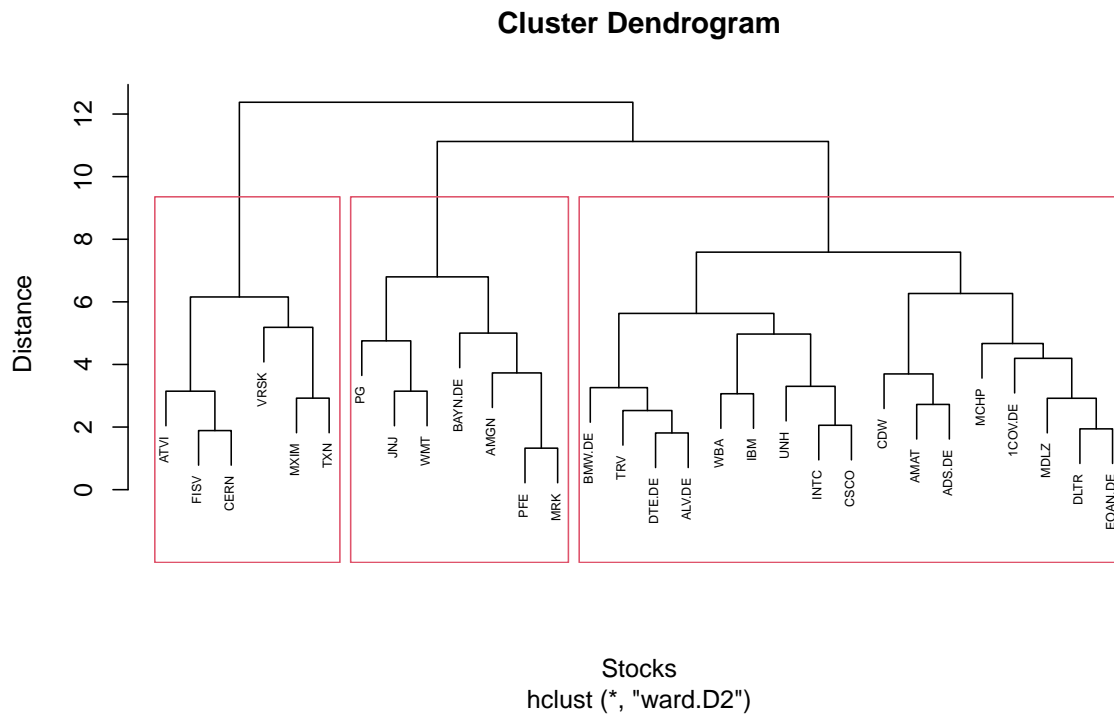 Cluster Dendrogram
Distance
0
2
4
6
8
10
12
ATVI
FISV
CERN
VRSK
MXIM
TXN
PG
JNJ
WMT
BAYN.DE
AMGN
PFE
MRK
BMW.DE
TRV
DTE.DE
ALV.DE
WBA
IBM
UNH
INTC
CSCO
CDW
AMAT
ADS.DE
MCHP
1COV.DE
MDLZ
DLTR
EOAN.DE
Stocks
hclust (*, "ward.D2")